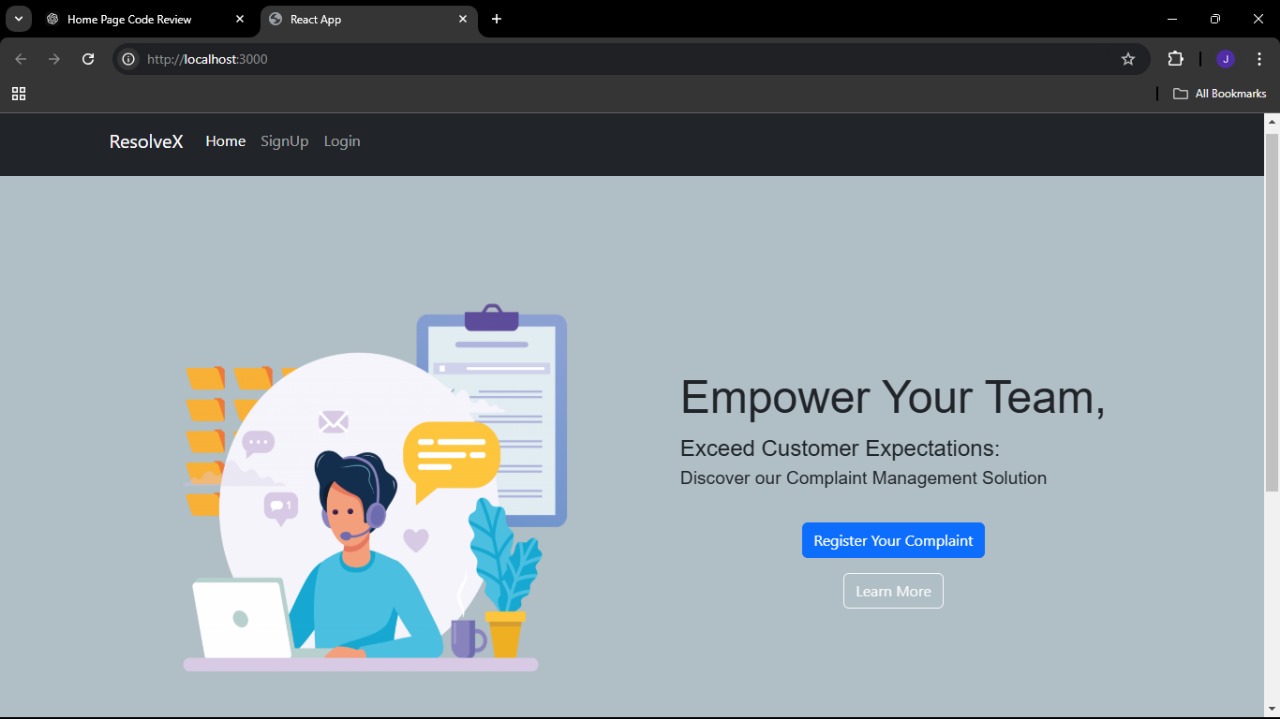 Home Page Code Review
React App
http://localhost:3000
J
All Bookmarks
ResolveX Home SignUp Login
1
Empower Your Team,
Exceed Customer Expectations:
Discover our Complaint Management Solution
Register Your Complaint
Learn More